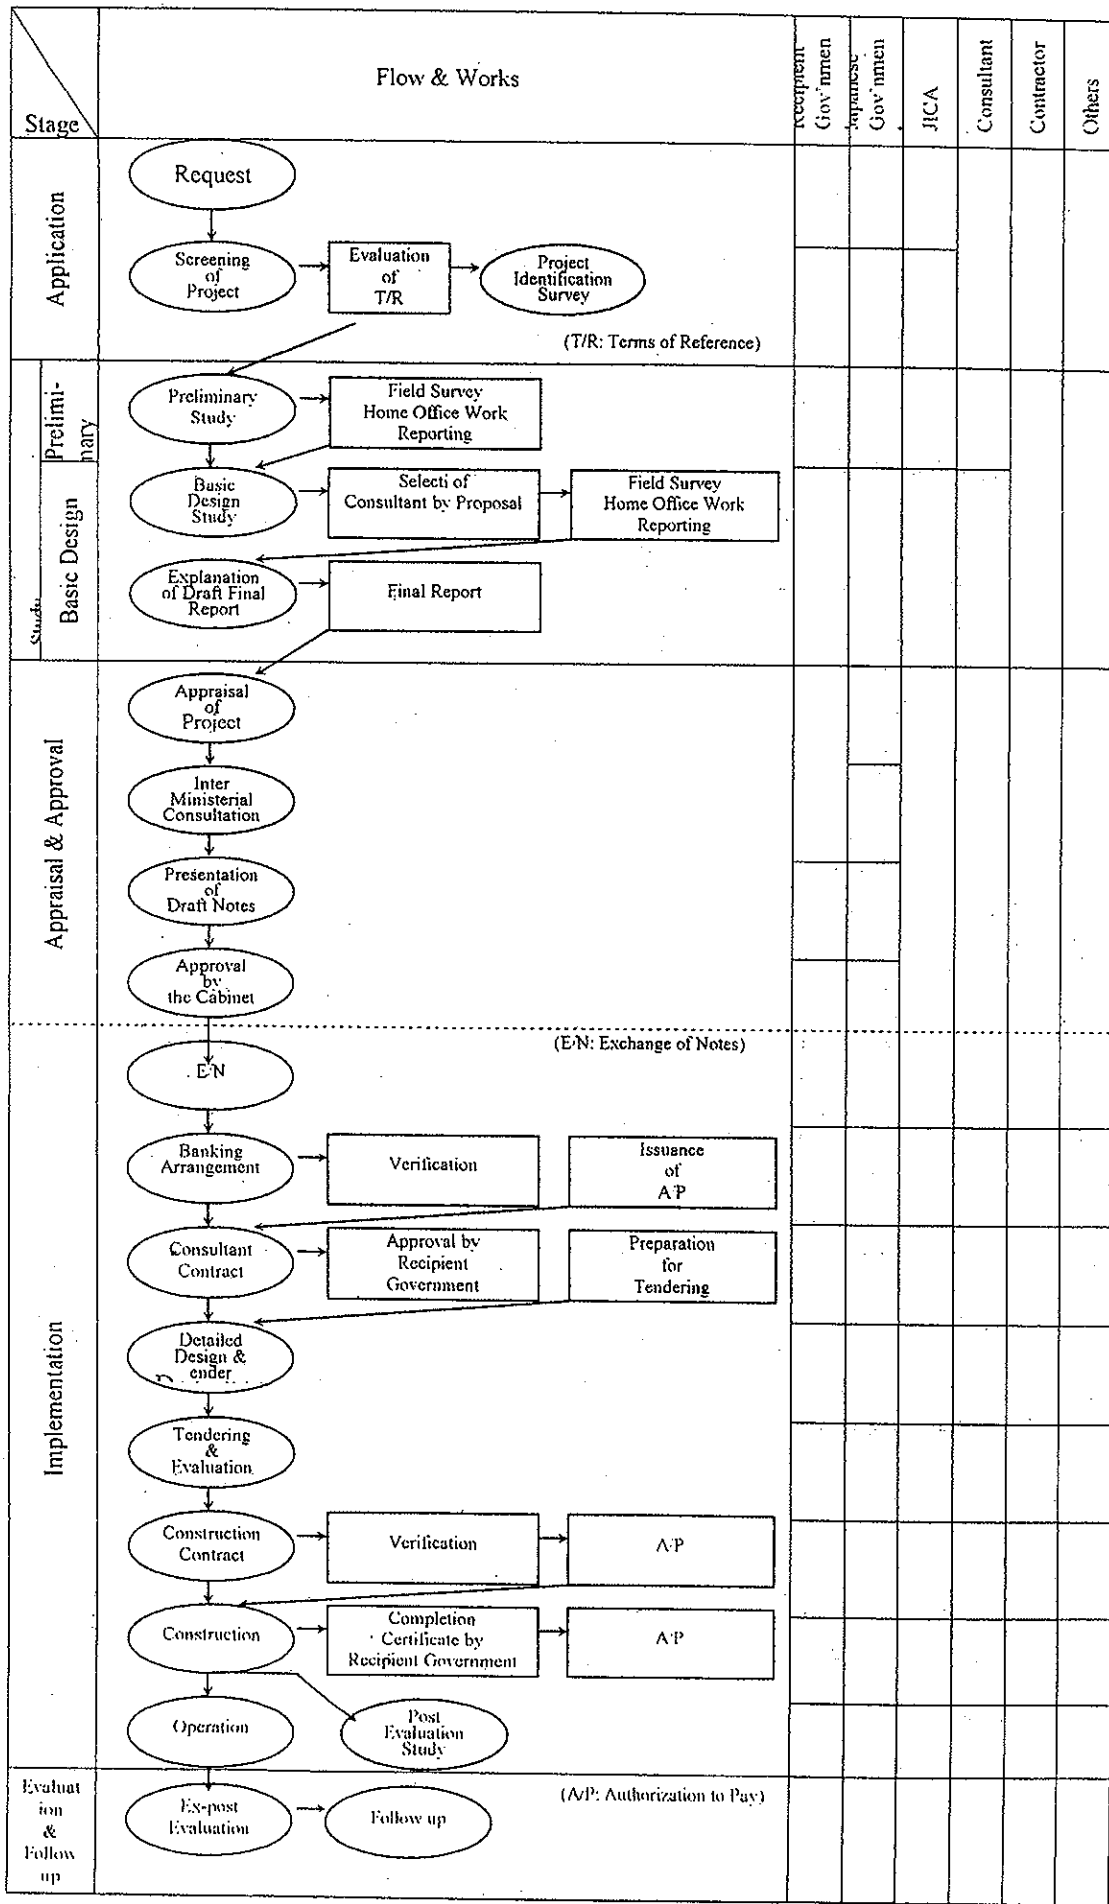 Stage
Flow & Works
Recipient
Gov'nmen
Japanese
Gov'nmen
JICA
Consultant
Contractor
Others
Application
Request
Screening
of
Project
Evaluation
of
T/R
Project
Identification
Survey
(T/R: Terms of Reference)
Study
Prelimi-
nary
Preliminary
Study
Field Survey
Home Office Work
Reporting
Basic Design
Basic
Design
Study
Selecti of
Consultant by Proposal
Field Survey
Home Office Work
Reporting
Explanation
of Draft Final
Report
Final Report
Appraisal & Approval
Appraisal
of
Project
Inter
Ministerial
Consultation
Presentation
of
Draft Notes
Approval
by
the Cabinet
Implementation
(E/N: Exchange of Notes)
E/N
Banking
Arrangement
Verification
Issuance
of
A/P
Consultant
Contract
Approval by
Recipient
Government
Preparation
for
Tendering
Detailed
Design &
ender
Tendering
&
Evaluation
Construction
Contract
Verification
A/P
Construction
Completion
Certificate by
Recipient Government
A/P
Operation
Post
Evaluation
Study
Evaluat
ion
&
Follow
up
Ex-post
Evaluation
Follow up
(A/P: Authorization to Pay)